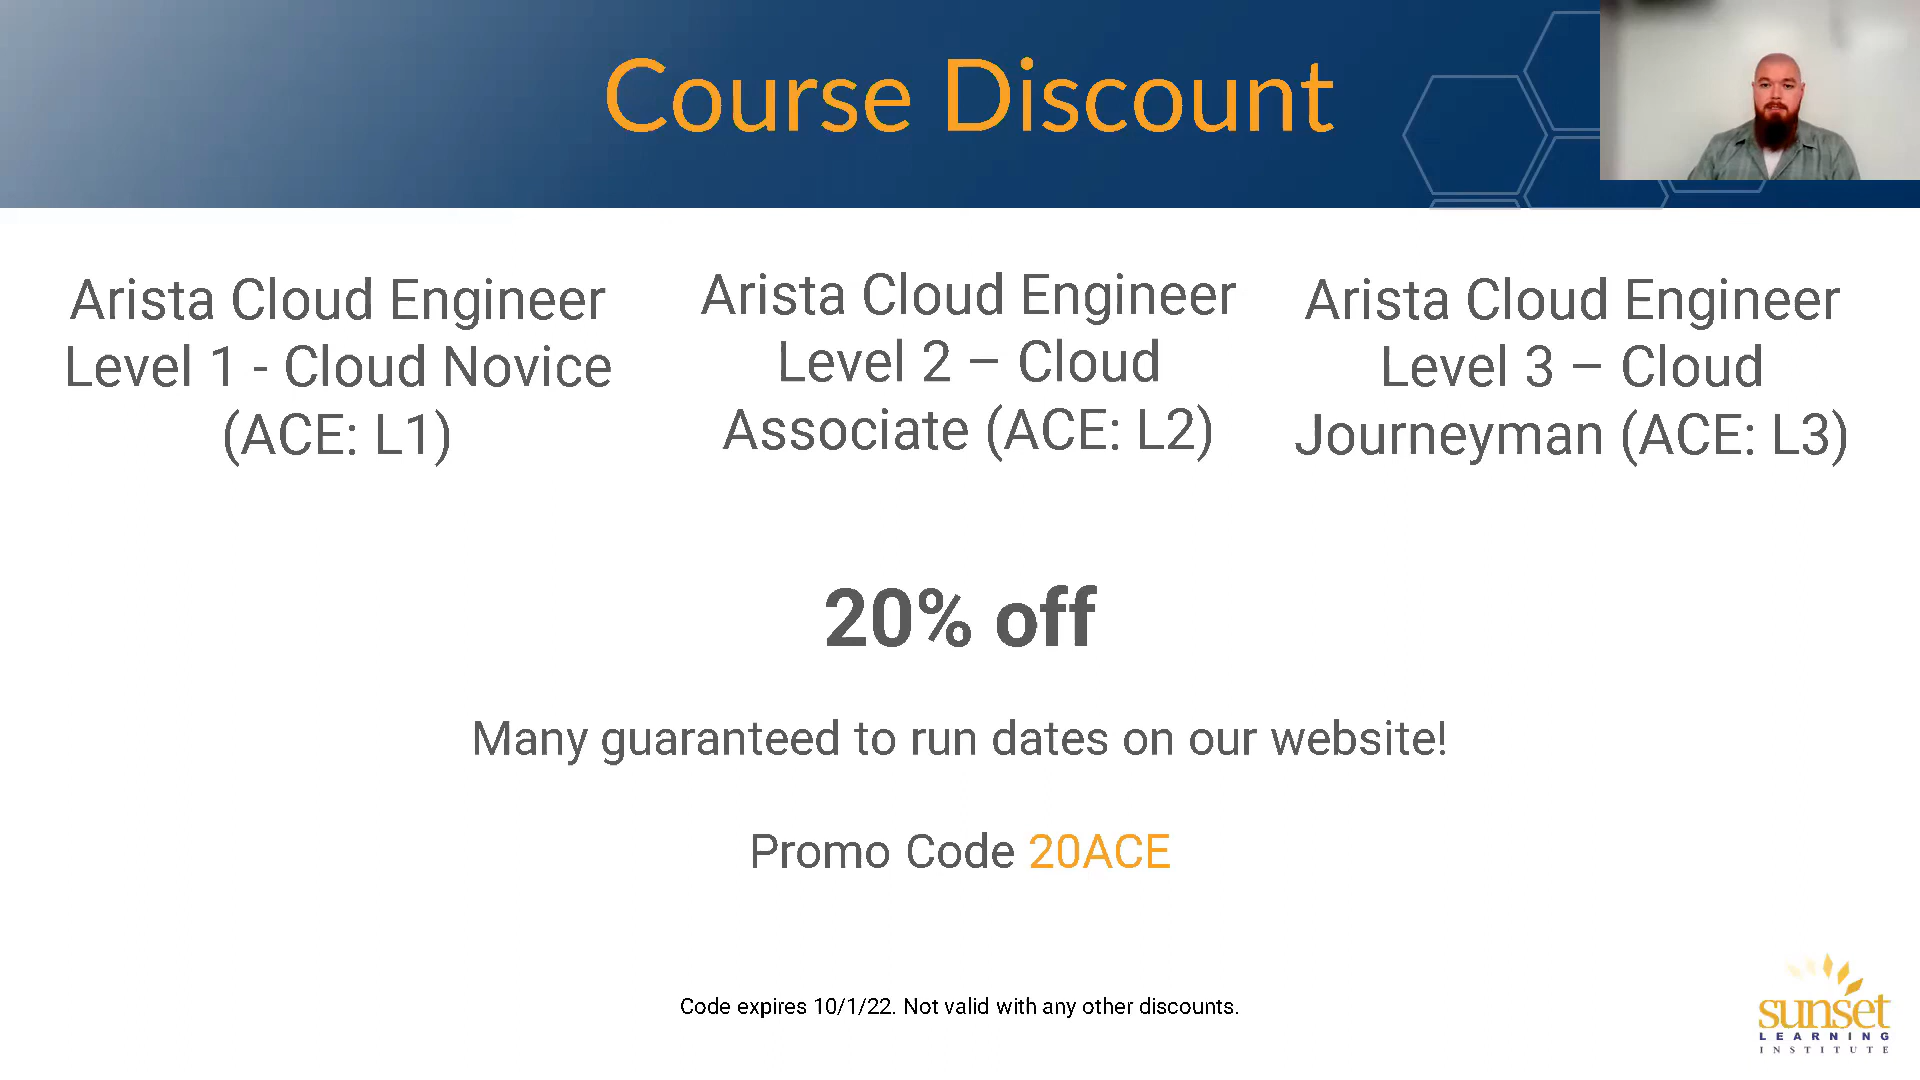 Course Discount
Arista Cloud Engineer
Level 1 - Cloud Novice
(ACE: L1)
Arista Cloud Engineer
Level 2 – Cloud
Associate (ACE: L2)
Arista Cloud Engineer
Level 3 – Cloud
Journeyman (ACE: L3)
20% off
Many guaranteed to run dates on our website!
Promo Code 20ACE
Code expires 10/1/22. Not valid with any other discounts.
sunset
LEARNING
INSTITUTE